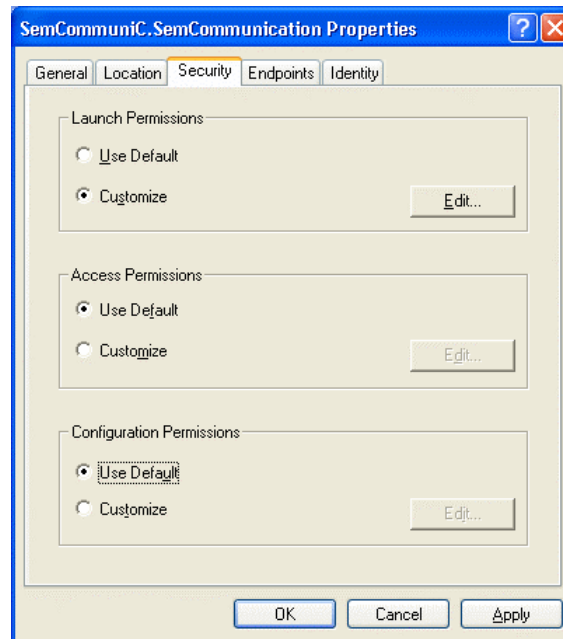 SemCommuniC.SemCommunication Properties
General Location Security Endpoints Identity
Launch Permissions
Use Default
Customize Edit...
Access Permissions
Use Default
Customize Edit...
Configuration Permissions
Use Default
Customize Edit...
OK Cancel Apply